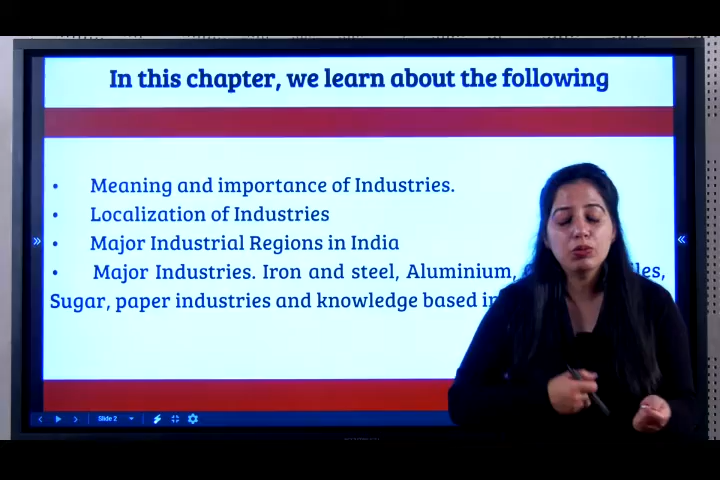 In this chapter, we learn about the following
• Meaning and importance of Industries.
• Localization of Industries
• Major Industrial Regions in India
• Major Industries. Iron and steel, Aluminium,
Sugar, paper industries and knowledge based
Slide 2